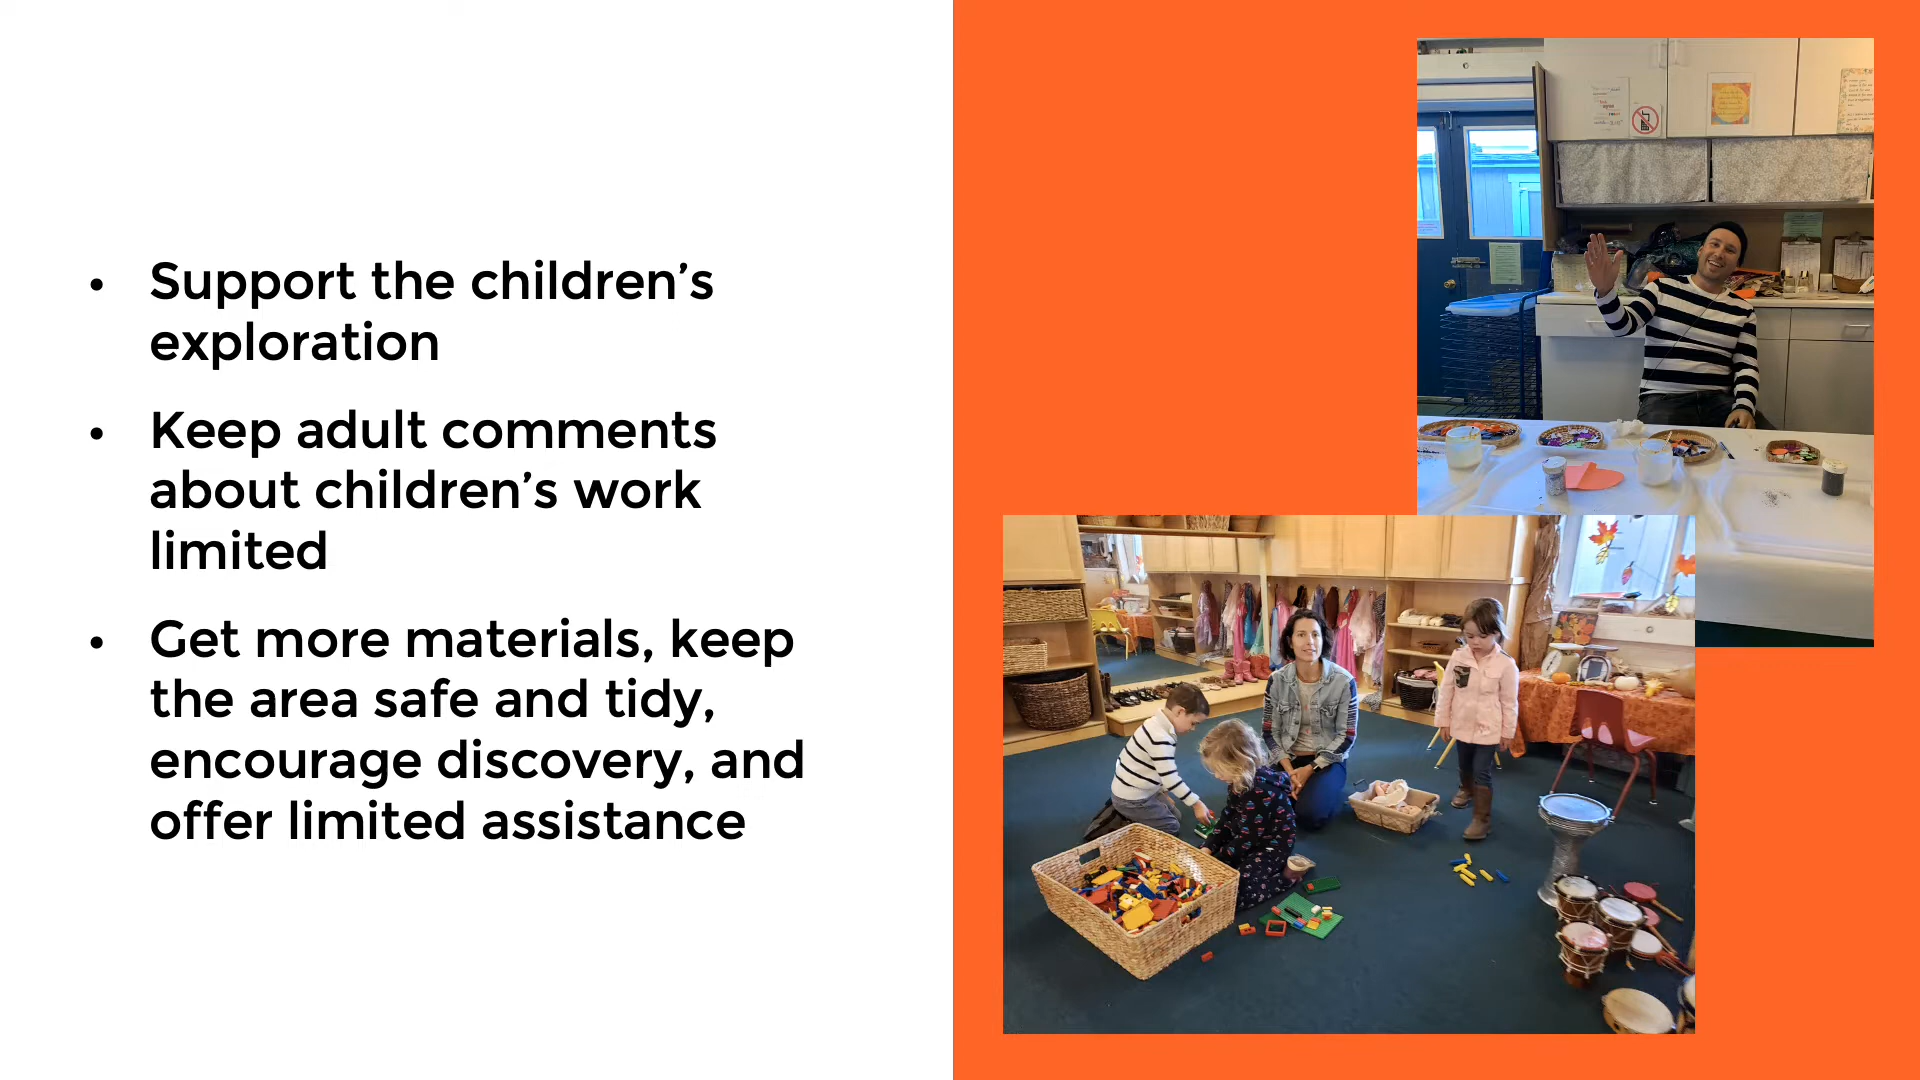 • Support the children’s
exploration
• Keep adult comments
about children’s work
limited
• Get more materials, keep
the area safe and tidy,
encourage discovery, and
offer limited assistance